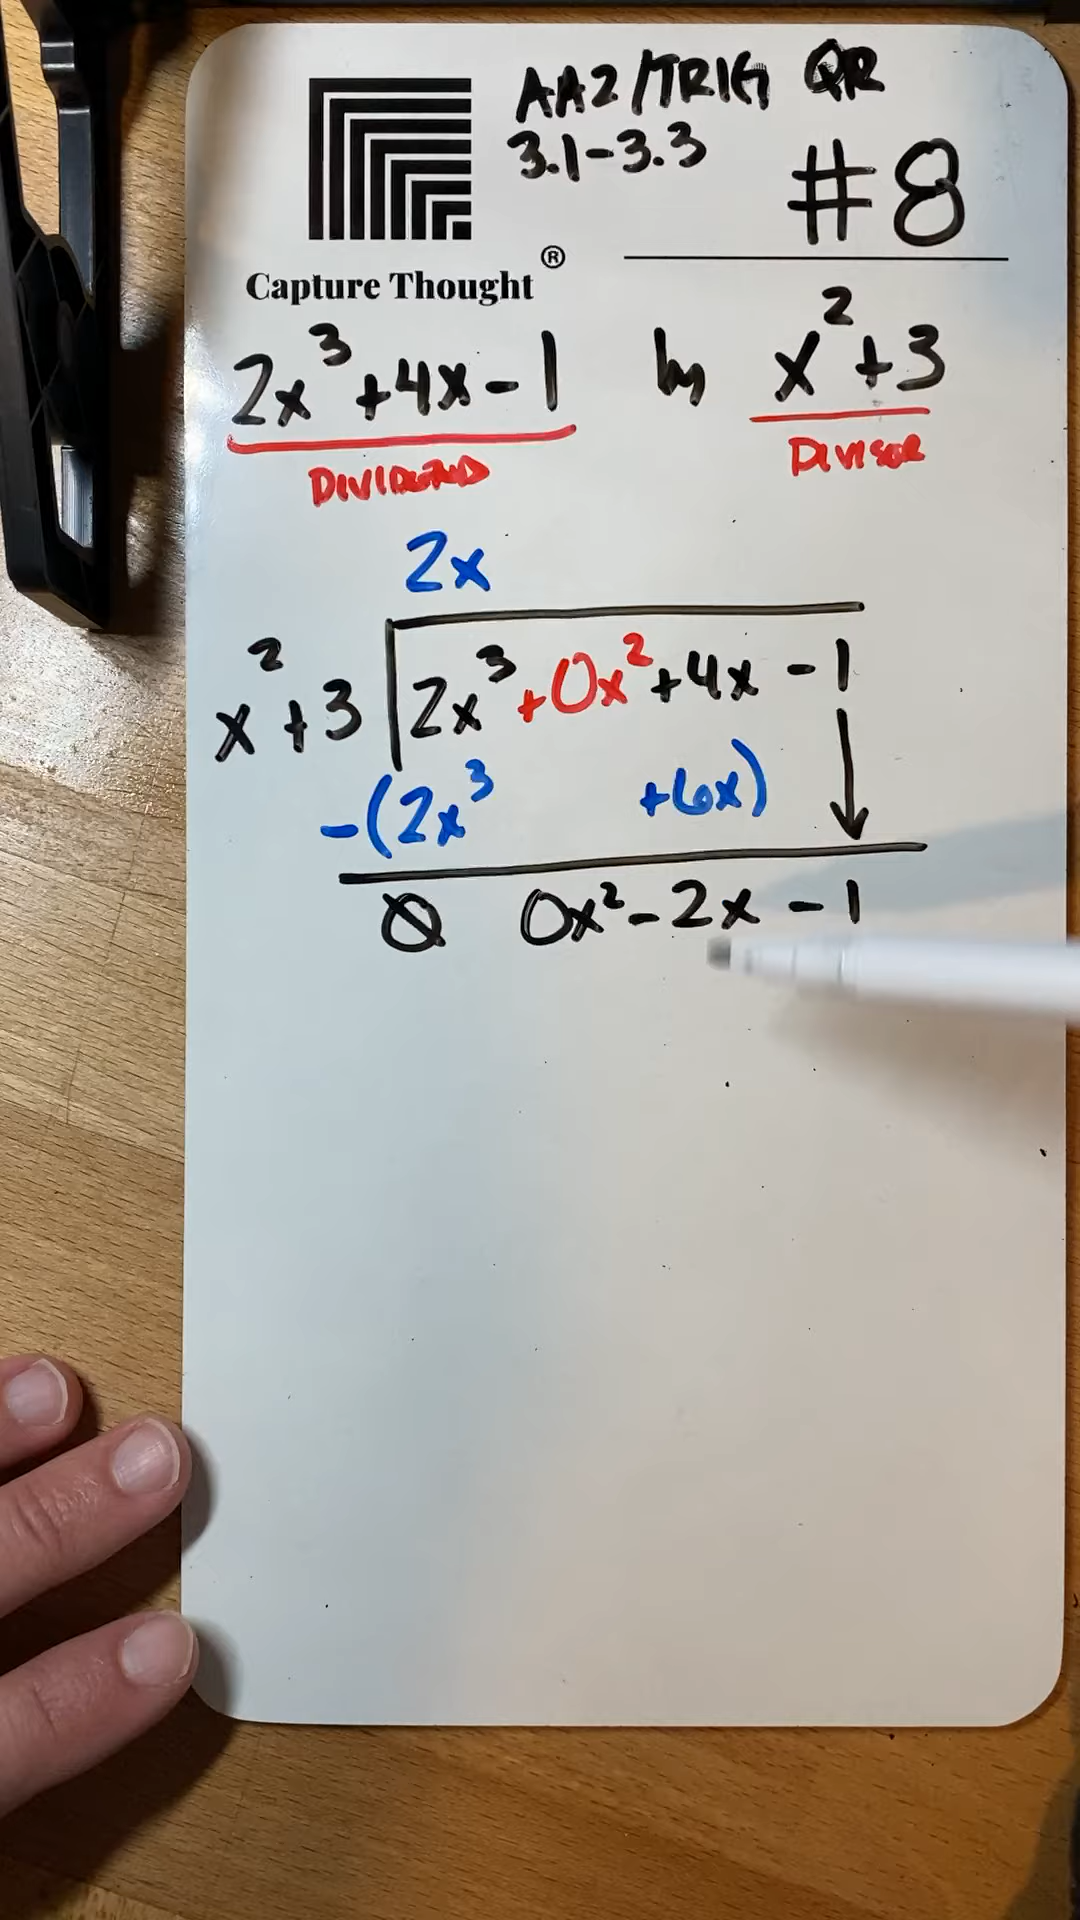 AA2/TRIG QR
3.1-3.3
#8
Capture Thought®
2x³+4x-1 by x²+3
DIVIDEND DIVISOR
2x
x²+3 2x³+0x²+4x-1
-(2x³ +6x)
0 0x²-2x-1